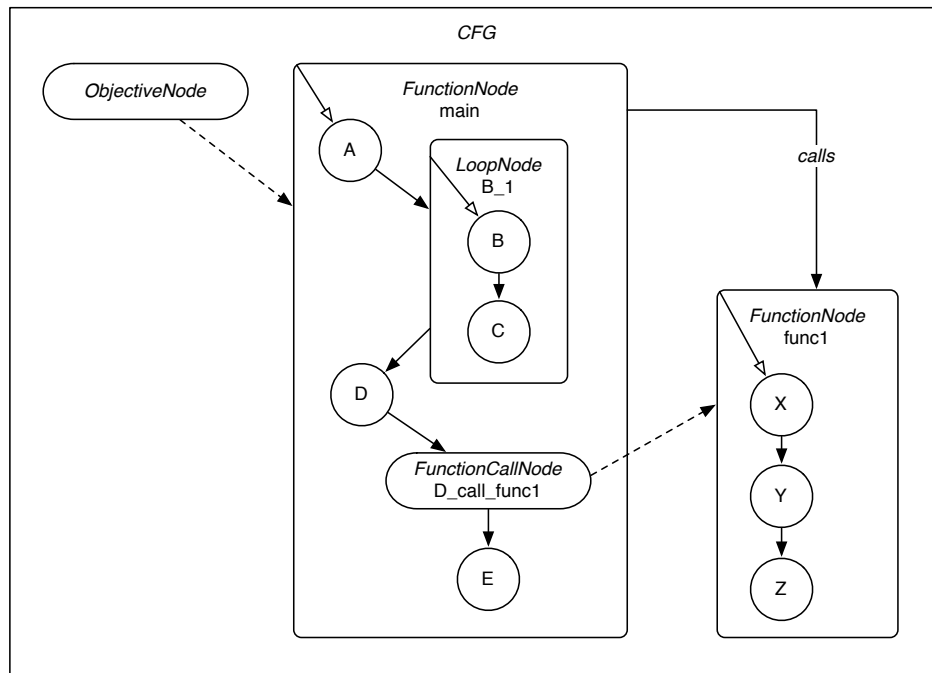 CFG
ObjectiveNode
FunctionNode
main
A
LoopNode
B_1
B
C
D
FunctionCallNode
D_call_func1
E
calls
FunctionNode
func1
X
Y
Z